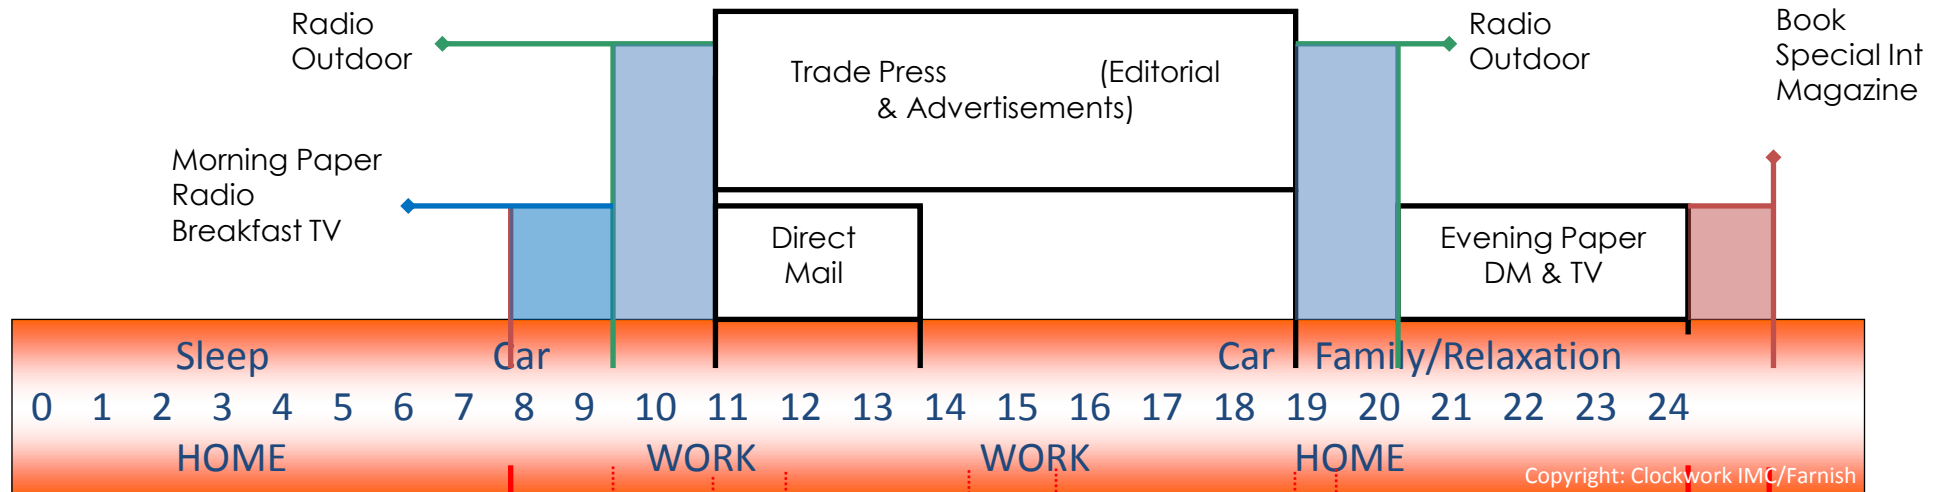 Radio
Outdoor
Trade Press (Editorial
& Advertisements)
Radio
Outdoor
Book
Special Int
Magazine
Morning Paper
Radio
Breakfast TV
Direct
Mail
Evening Paper
DM & TV
Sleep Car Car Family/Relaxation
0 1 2 3 4 5 6 7 8 9 10 11 12 13 14 15 16 17 18 19 20 21 22 23 24
HOME WORK WORK HOME
Copyright: Clockwork IMC/Farnish